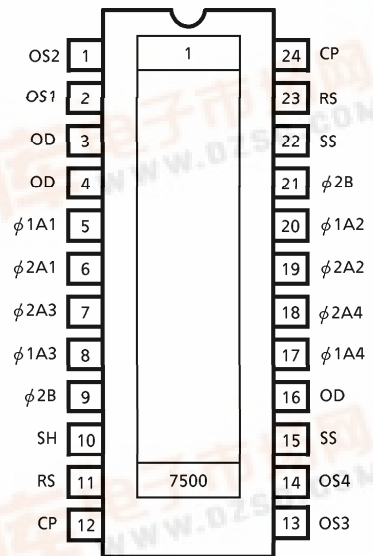 OS2 1 1 24 CP
OS1 2 23 RS
OD 3 22 SS
OD 4 21 ϕ2B
ϕ1A1 5 20 ϕ1A2
ϕ2A1 6 19 ϕ2A2
ϕ2A3 7 18 ϕ2A4
ϕ1A3 8 17 ϕ1A4
ϕ2B 9 16 OD
SH 10 15 SS
RS 11 7500 14 OS4
CP 12 13 OS3